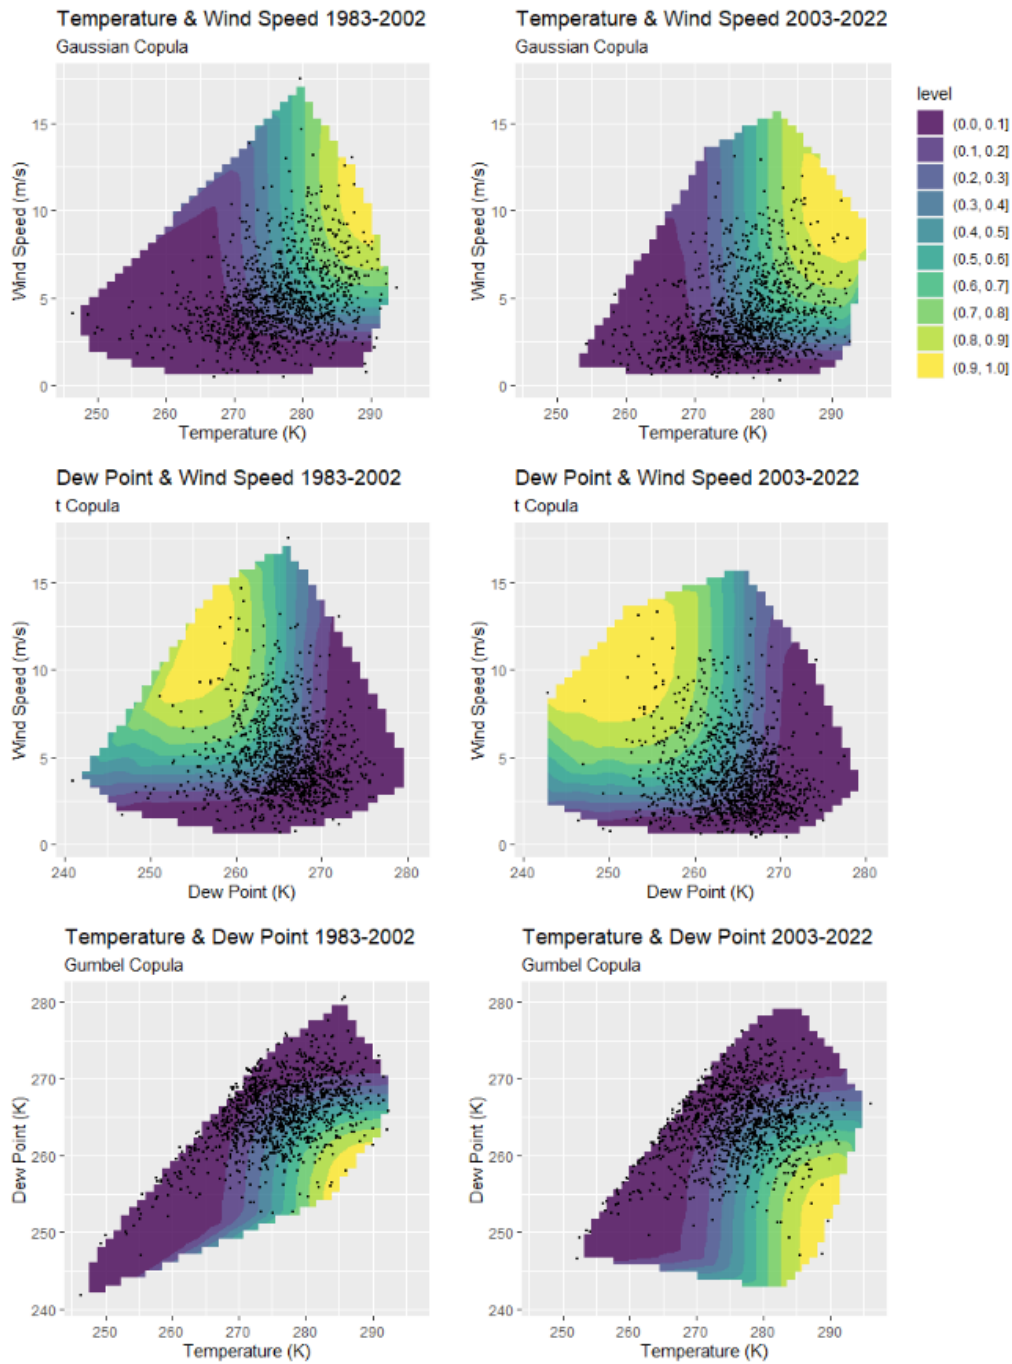 Temperature & Wind Speed 1983-2002
Gaussian Copula
15
10
5
0
Wind Speed (m/s)
250 260 270 280 290
Temperature (K)
Temperature & Wind Speed 2003-2022
Gaussian Copula
15
10
5
0
Wind Speed (m/s)
250 260 270 280 290
Temperature (K)
level
(0.0, 0.1]
(0.1, 0.2]
(0.2, 0.3]
(0.3, 0.4]
(0.4, 0.5]
(0.5, 0.6]
(0.6, 0.7]
(0.7, 0.8]
(0.8, 0.9]
(0.9, 1.0]
Dew Point & Wind Speed 1983-2002
t Copula
15
10
5
0
Wind Speed (m/s)
240 250 260 270 280
Dew Point (K)
Dew Point & Wind Speed 2003-2022
t Copula
15
10
5
0
Wind Speed (m/s)
240 250 260 270 280
Dew Point (K)
Temperature & Dew Point 1983-2002
Gumbel Copula
280
270
260
250
240
Dew Point (K)
250 260 270 280 290
Temperature (K)
Temperature & Dew Point 2003-2022
Gumbel Copula
280
270
260
250
240
Dew Point (K)
250 260 270 280 290
Temperature (K)